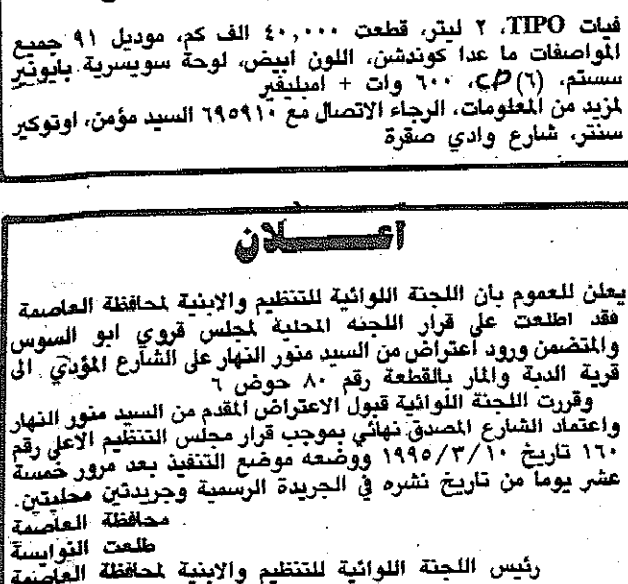 فيات TIPO، ٢ ليتر، قطعت ٤٠,٠٠٠ الف كم، موديل ٩١ جميع
المواصفات ما عدا كوندشن، اللون ابيض، لوحة سويسرية بايونير
سستم، (٦) CD، ٦٠٠ وات + امبليفير
لمزيد من المعلومات، الرجاء الاتصال مع ٦٩٥٩١٠ السيد مؤمن، اوتوكير
سنتر، شارع وادي صقرة
اعـــــلان
يعلن للعموم بأن اللجنة اللوائية للتنظيم والابنية لمحافظة العاصمة
فقد اطلعت على قرار اللجنه المحلية لمجلس قروي ابو السوس
والمتضمن ورود اعتراض من السيد منور النهار على الشارع المؤدي الى
قرية الدبة والمار بالقطعة رقم ٨٠ حوض ٦
وقررت اللجنة اللوائية قبول الاعتراض المقدم من السيد منور النهار
واعتماد الشارع المصدق نهائي بموجب قرار مجلس التنظيم الاعلى رقم
١٦٠ تاريخ ١٩٩٥/٣/١٠ ووضعه موضع التنفيذ بعد مرور خمسة
عشر يوما من تاريخ نشره في الجريدة الرسمية وجريدتين محليتين.
محافظة العاصمة
طلعت النوايسة
رئيس اللجنة اللوائية للتنظيم والابنية لمحافظة العاصمة